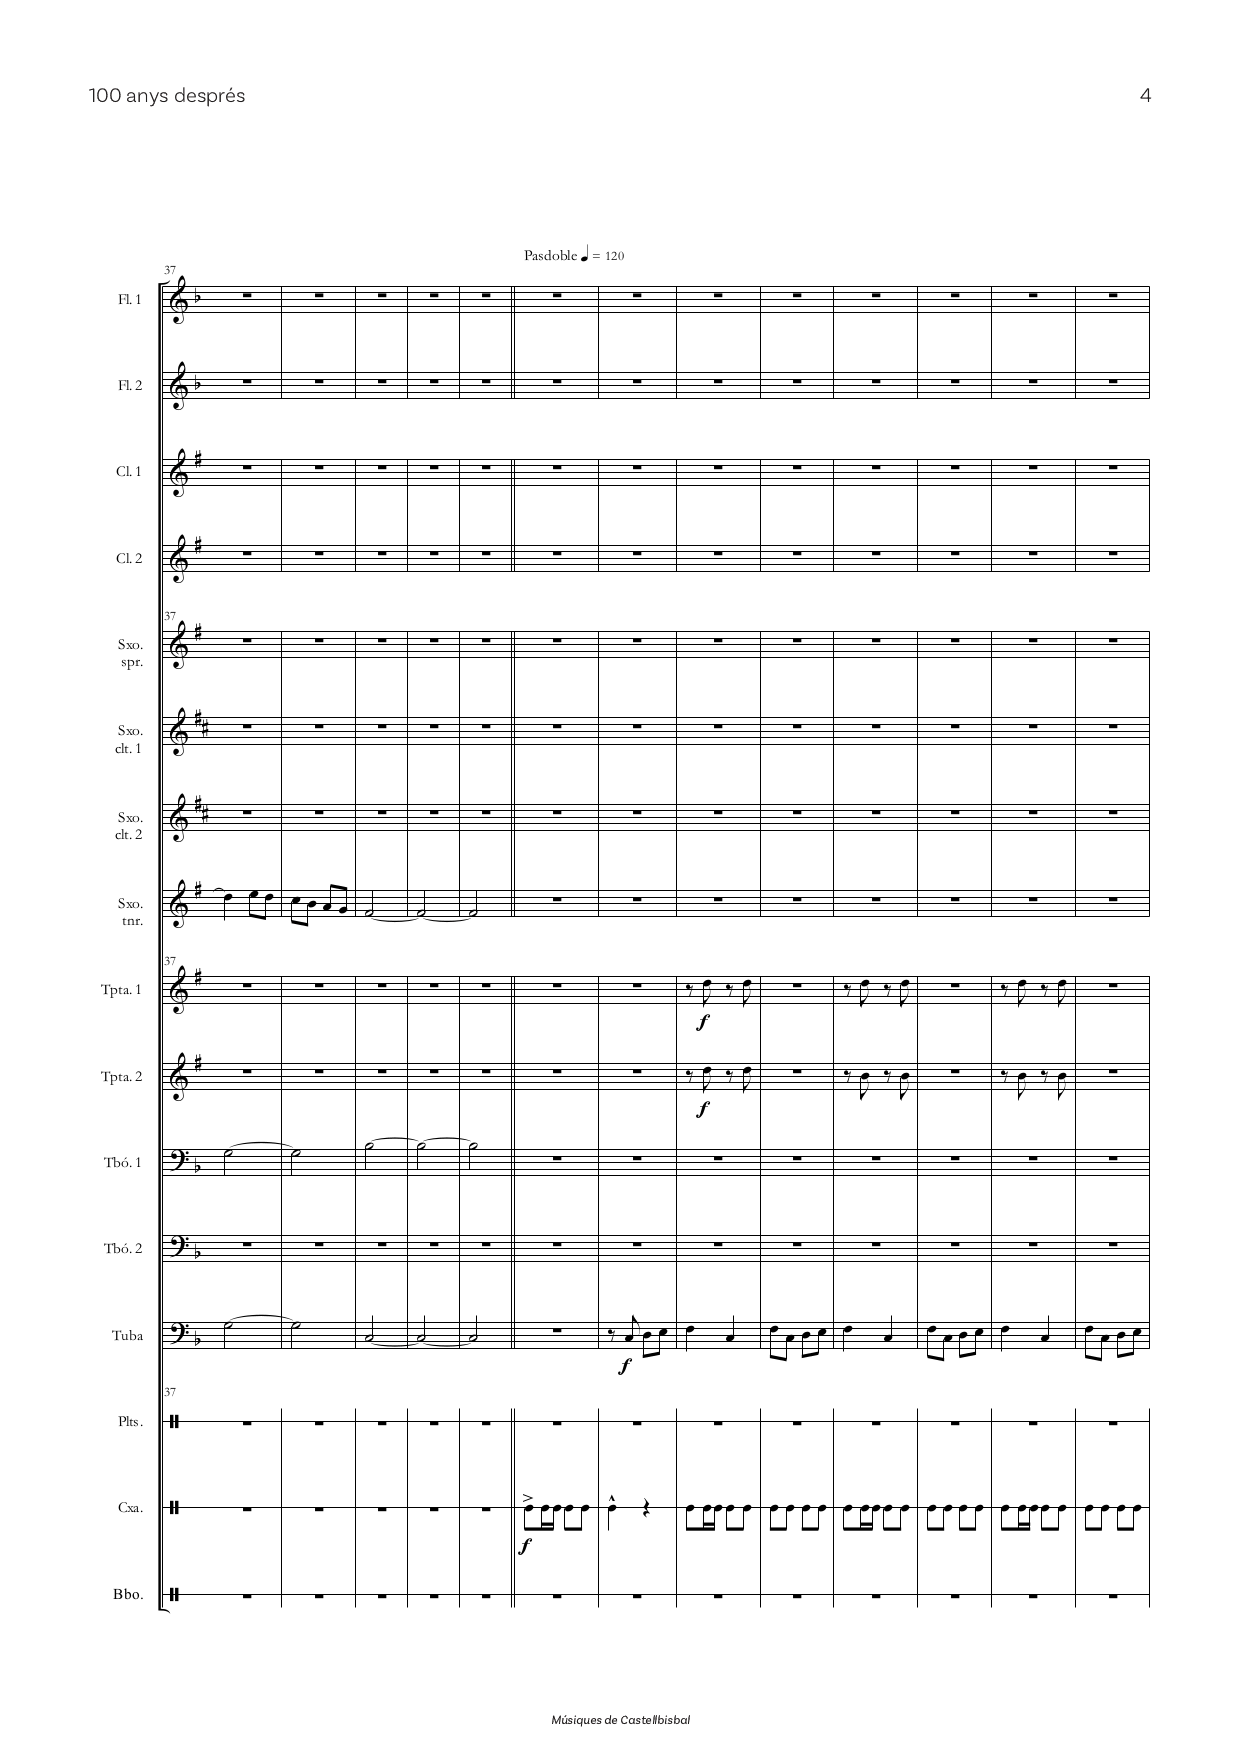 100 anys després 4
Pasdoble ♩ = 120
37
Fl. 1
Fl. 2
Cl. 1
Cl. 2
37
Sxo.
spr.
Sxo.
clt. 1
Sxo.
clt. 2
Sxo.
tnr.
37
Tpta. 1
f
Tpta. 2
f
Tbó. 1
Tbó. 2
Tuba
f
37
Plts.
Cxa.
f
Bbo.
Músiques de Castellbisbal